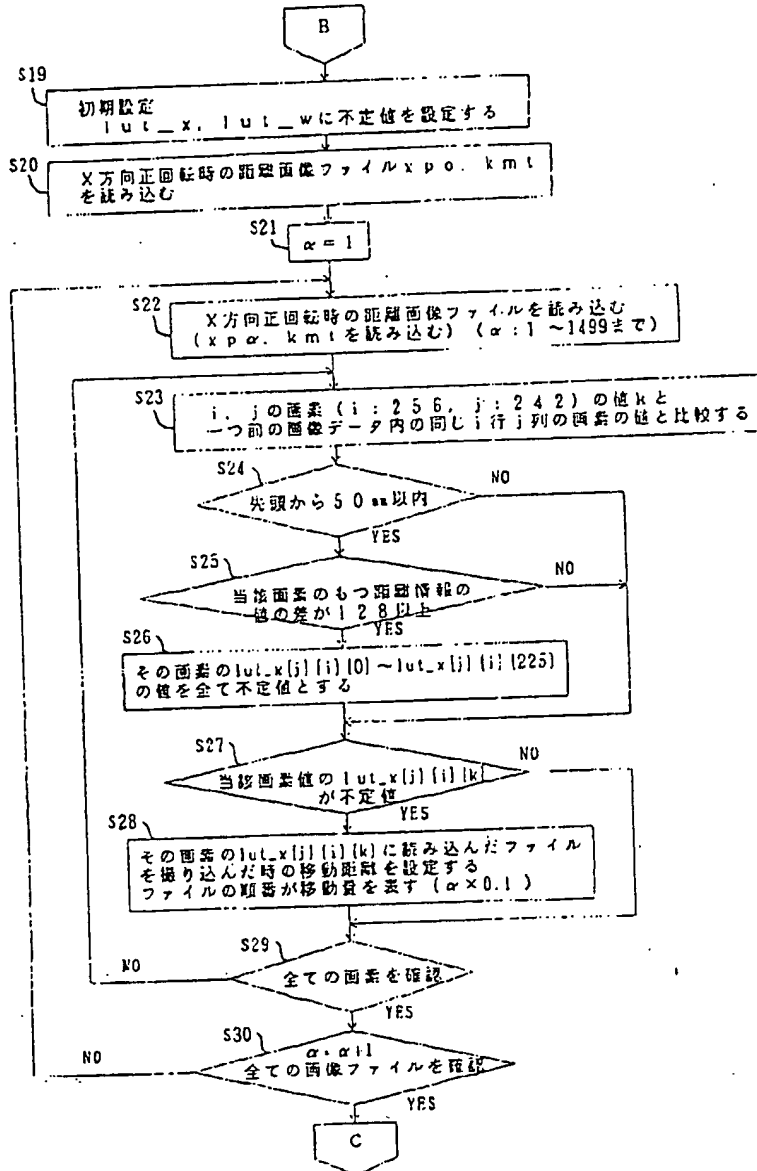 B
S19
初期設定
lut_x, lut_wに不定値を設定する
S20
X方向正回転時の距離画像ファイルxpo.kmt
を読み込む
S21
α=1
S22
X方向正回転時の距離画像ファイルを読み込む
(xpα.kmtを読み込む)(α:1～1499まで)
S23
i, jの画素(i:256, j:242)の値kと
一つ前の画像データ内の同じi行j列の画素の値と比較する
S24
NO
先頭から50mm以内
YES
S25
NO
当該画素のもつ距離情報の
値の差が128以上
YES
S26
その画素のlut_x[j][i][0]～lut_x[j][i][225]
の値を全て不定値とする
S27
NO
当該画素値のlut_x[j][i][k]
が不定値
YES
S28
その画素のlut_x[j][i][k]に読み込んだファイル
を撮り込んだ時の移動距離を設定する
ファイルの順番が移動量を表す(α×0.1)
S29
NO
全ての画素を確認
YES
S30
NO
α=α+1
全ての画像ファイルを確認
YES
C